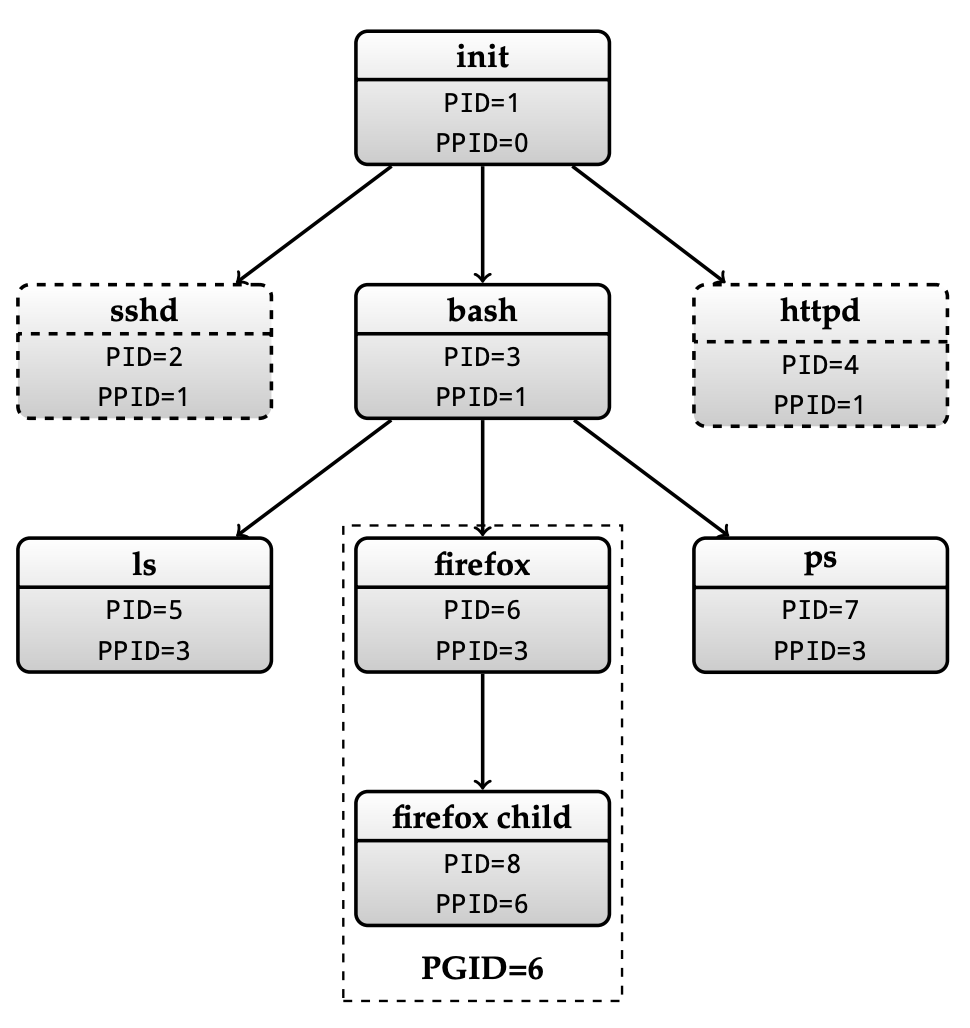 init
PID=1
PPID=0
sshd
PID=2
PPID=1
bash
PID=3
PPID=1
httpd
PID=4
PPID=1
ls
PID=5
PPID=3
firefox
PID=6
PPID=3
ps
PID=7
PPID=3
firefox child
PID=8
PPID=6
PGID=6